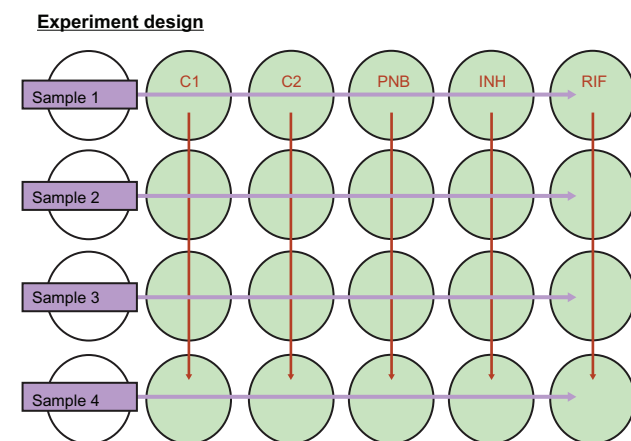 Experiment design
C1 C2 PNB INH RIF
Sample 1
Sample 2
Sample 3
Sample 4